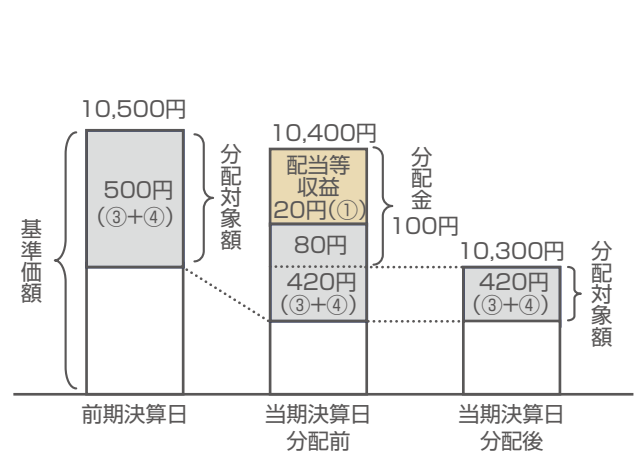 10,500円
500円
(③+④)
分配対象額
基準価額
前期決算日
10,400円
配当等
収益
20円(①)
80円
420円
(③+④)
分配金
100円
当期決算日
分配前
10,300円
420円
(③+④)
分配対象額
当期決算日
分配後